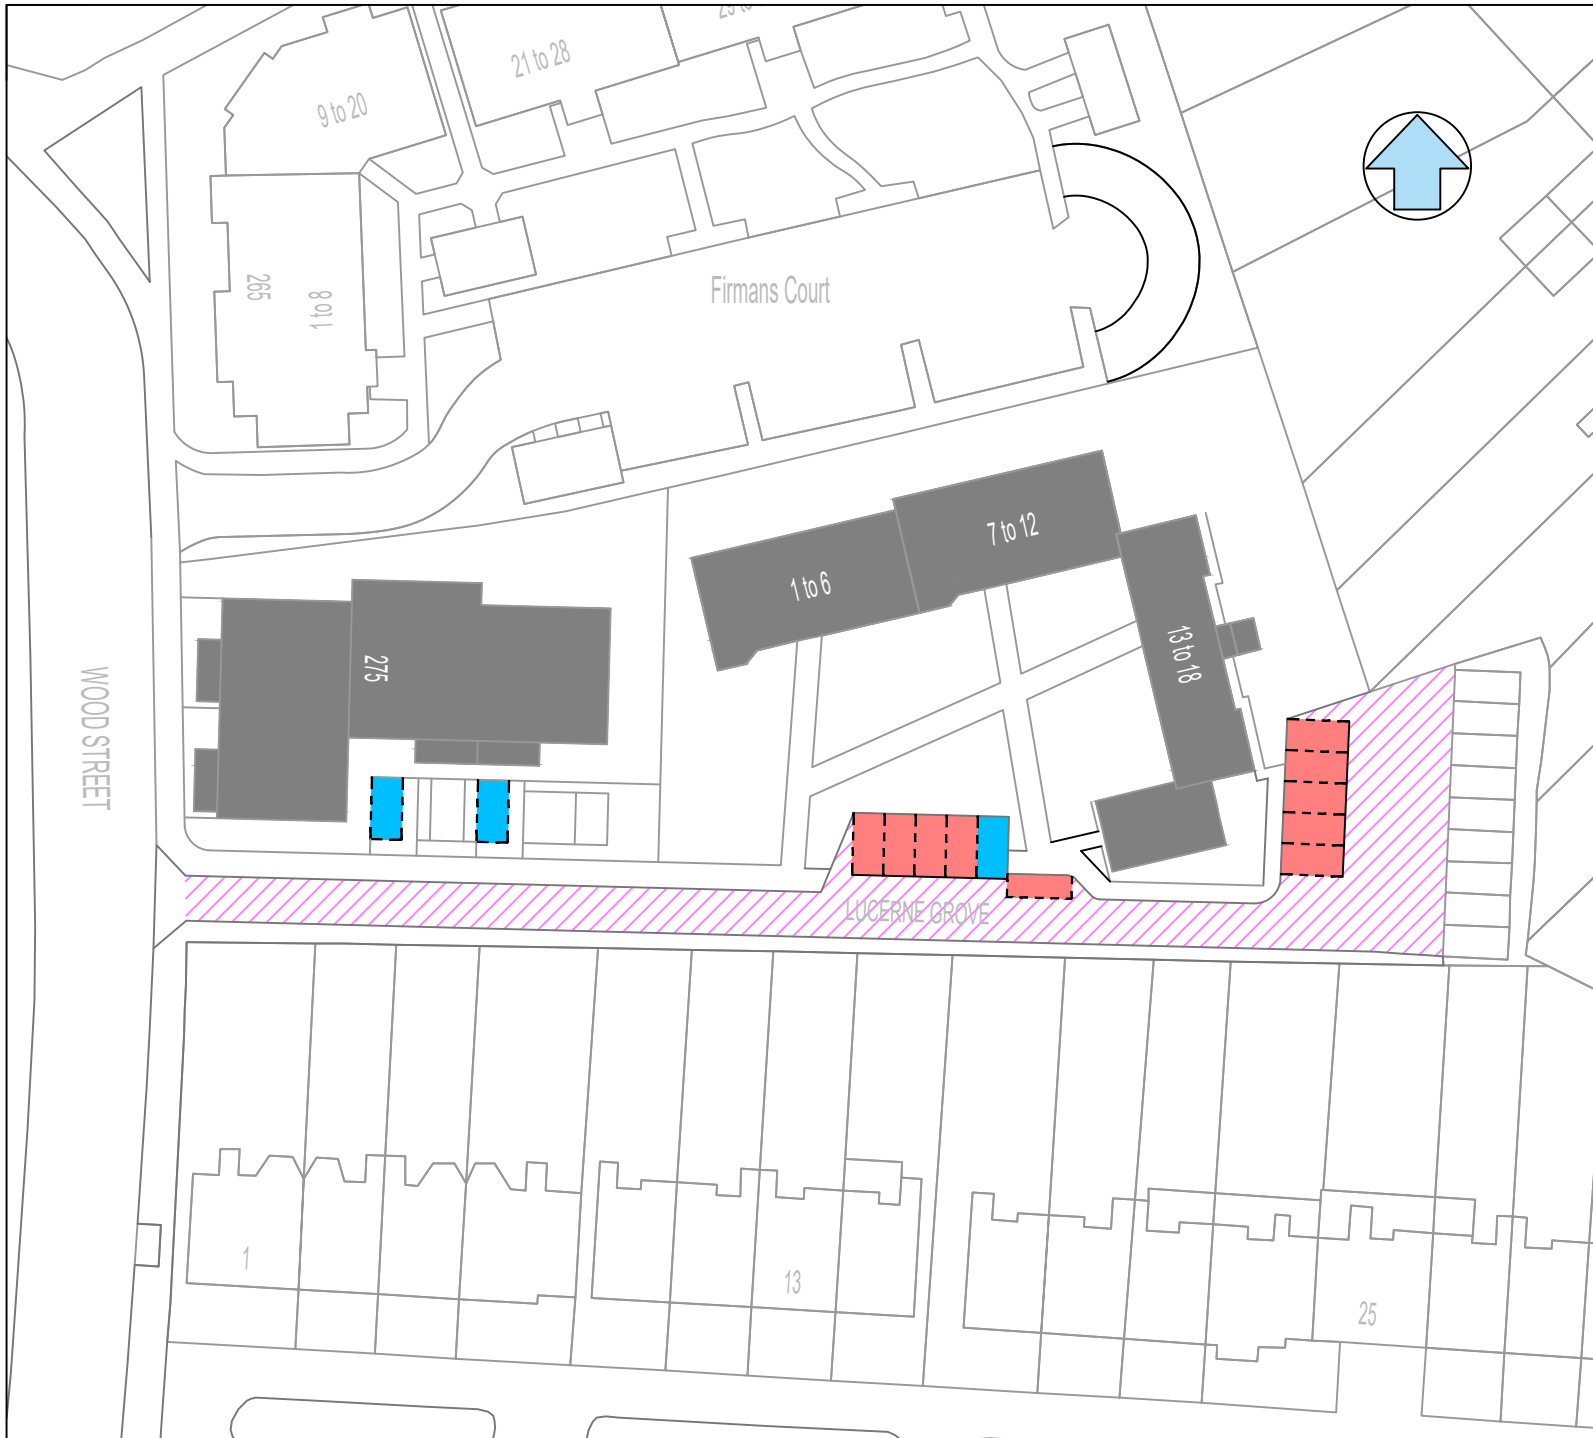 21 to 28
9 to 20
265
1 to 8
Firmans Court
7 to 12
1 to 6
13 to 18
275
WOOD STREET
LUCERNE GROVE
1
13
25